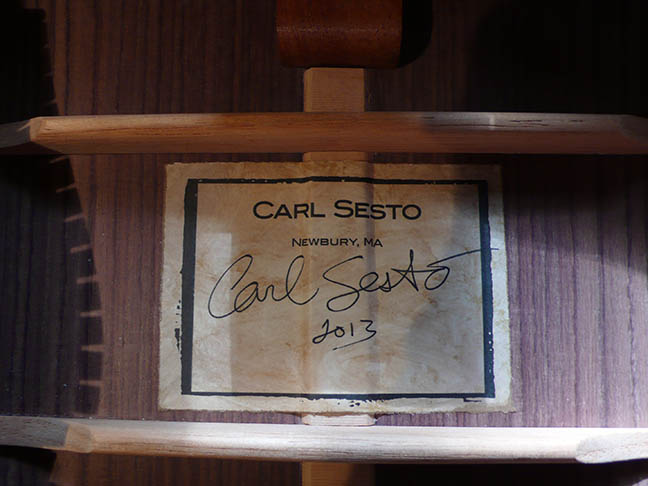 CARL SESTO
NEWBURY, MA
Carl Sesto
2013